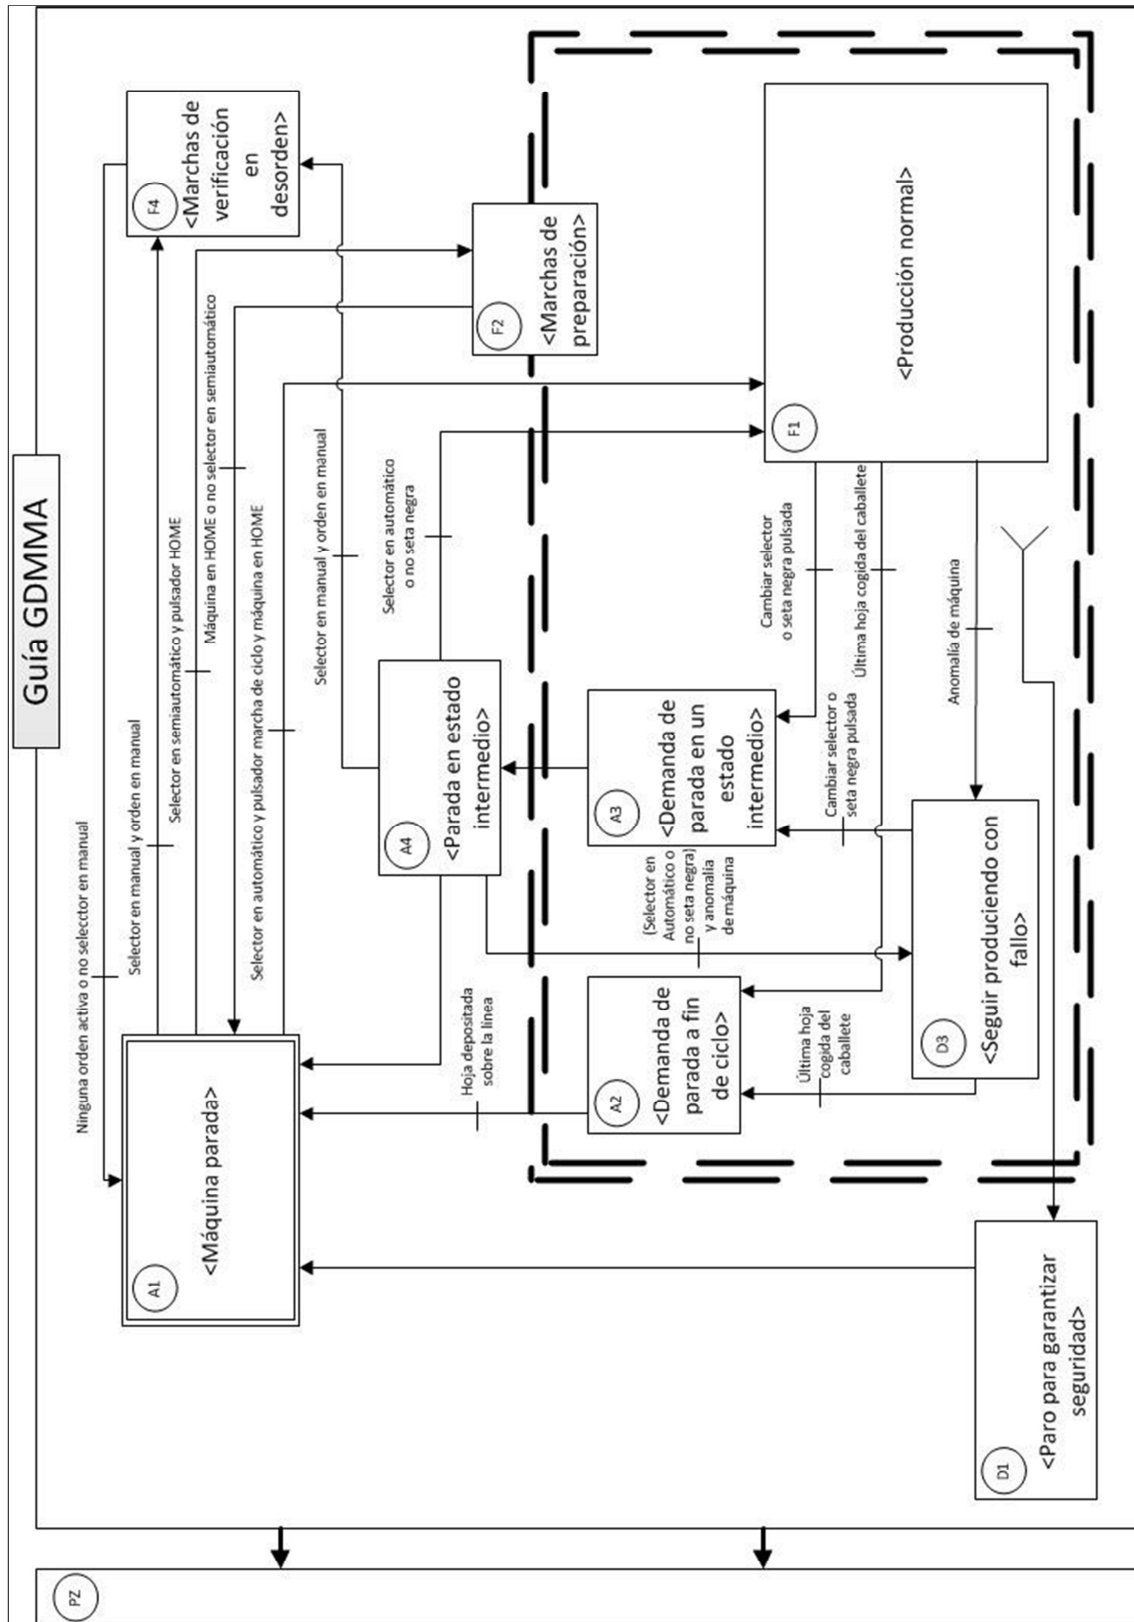 Guía GDMMA
PZ
A1
<Máquina parada>
D1
<Paro para garantizar
seguridad>
Ninguna orden activa o no selecctor en manual
Selector en manual y orden en manual
Selector en semiautomático y pulsador HOME
Máquina en HOME o no selector en semiautomático
Selector en automático y pulsador marcha de ciclo y máquina en HOME
Selector en manual y orden en manual
Selector en automático
o no seta negra
Hoja depositada
sobre la línea
A4
<Parada en estado
intermedio>
A2
<Demanda de
parada a fin
de ciclo>
A3
<Demanda de
parada en un
estado
intermedio>
(Selector en
Automático o
no seta negra)
y anomalia
de máquina
Última hoja
cogida del
caballete
Cambiar selector o
seta negra pulsada
Cambiar selector
o seta negra pulsada
Última hoja cogida del caballete
Anomalía de máquina
D3
<Seguir produciendo con
fallo>
F4
<Marchas de
verificación
en
desorden>
F2
<Marchas de
preparación>
F1
<Producción normal>